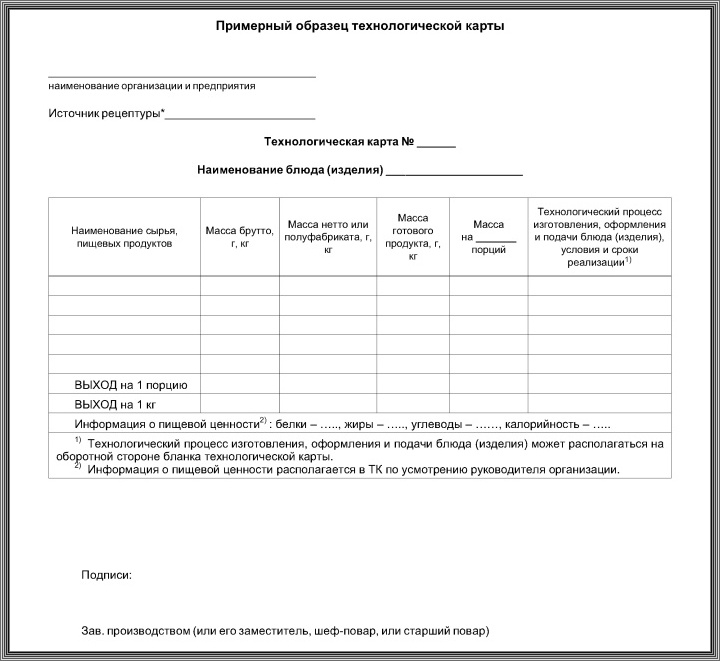 Примерный образец технологической карты
наименование организации и предприятия
Источник рецептуры*
Технологическая карта № ______
Наименование блюда (изделия) ______________________
Наименование сырья,
пищевых продуктов
Масса брутто,
г, кг
Масса нетто или
полуфабриката, г,
кг
Масса
готового
продукта, г,
кг
Масса
на ______
порций
Технологический процесс
изготовления, оформления
и подачи блюда (изделия),
условия и сроки
реализации1)
ВЫХОД на 1 порцию
ВЫХОД на 1 кг
Информация о пищевой ценности2) : белки – ….., жиры – ….., углеводы – ……, калорийность – …..
1) Технологический процесс изготовления, оформления и подачи блюда (изделия) может располагаться на
оборотной стороне бланка технологической карты.
2) Информация о пищевой ценности располагается в ТК по усмотрению руководителя организации.
Подписи:
Зав. производством (или его заместитель, шеф-повар, или старший повар)